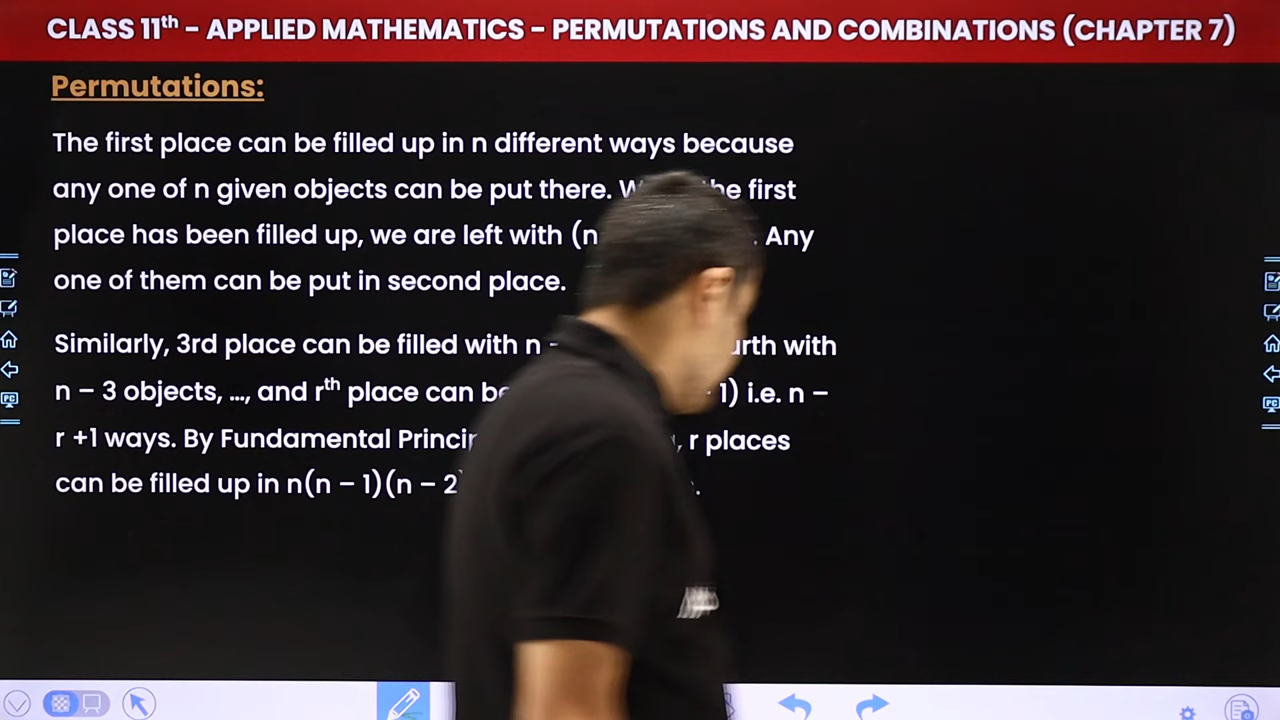 CLASS 11th - APPLIED MATHEMATICS - PERMUTATIONS AND COMBINATIONS (CHAPTER 7)
Permutations:
The first place can be filled up in n different ways because
any one of n given objects can be put there. the first
place has been filled up, we are left with (n . Any
one of them can be put in second place.
Similarly, 3rd place can be filled with n – with
n – 3 objects, ..., and rth place can be 1) i.e. n –
r +1 ways. By Fundamental , r places
can be filled up in n(n – 1)(n – 2